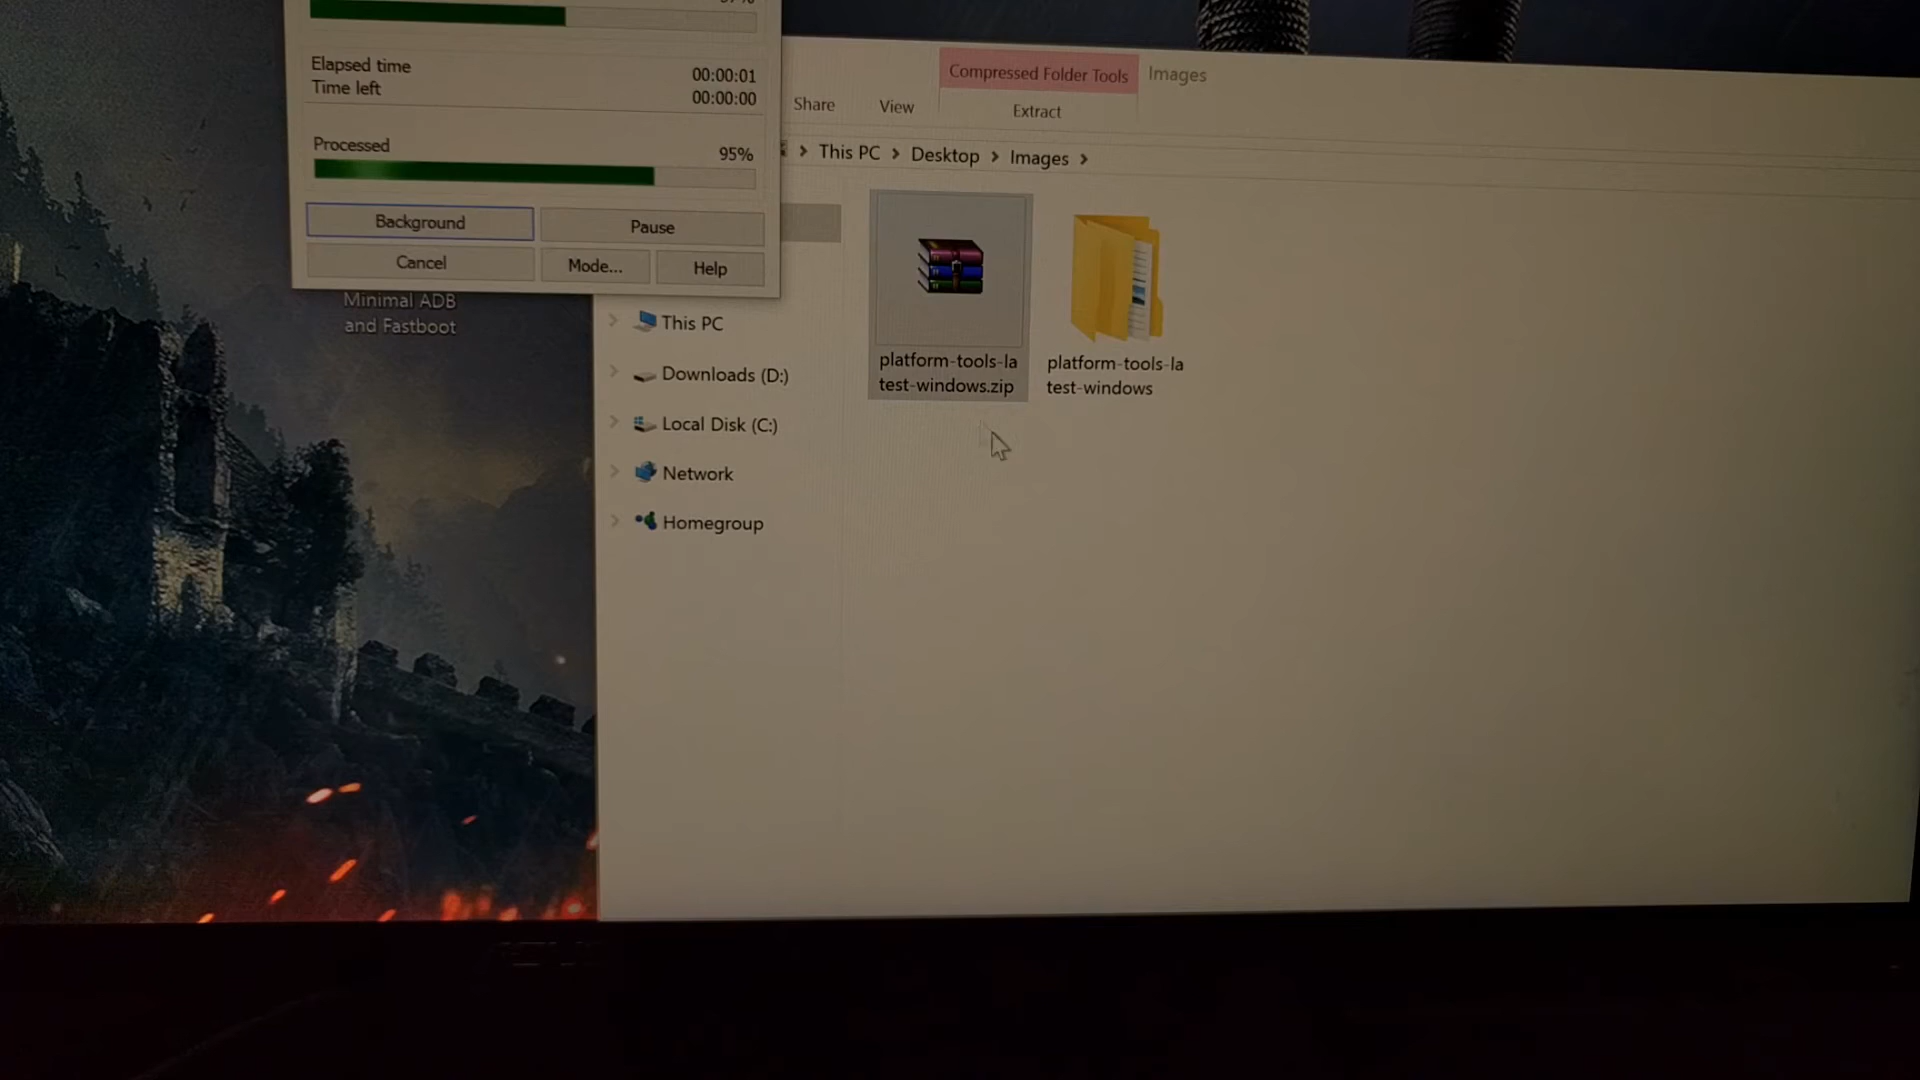 Elapsed time 00:00:01
Time left 00:00:00
Processed 95%
Background Pause
Cancel Mode... Help
Minimal ADB
and Fastboot
Compressed Folder Tools Images
Share View Extract
This PC Desktop Images
This PC
Downloads (D:)
Local Disk (C:)
Network
Homegroup
platform-tools-la
test-windows.zip
platform-tools-la
test-windows